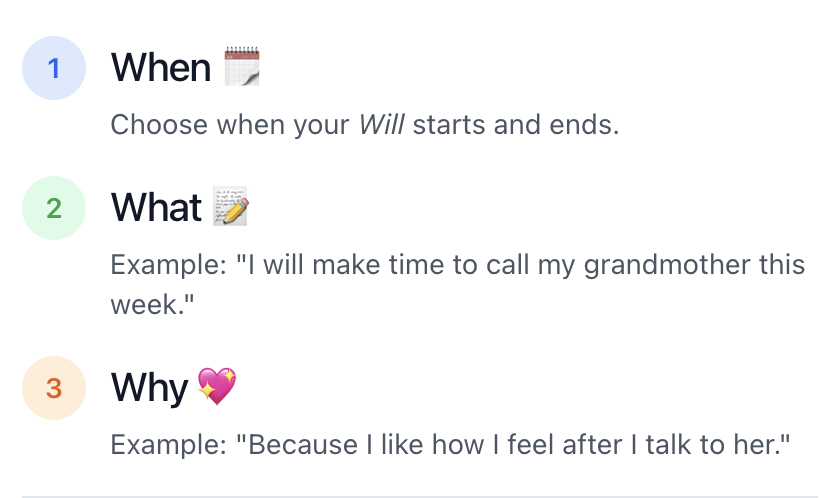 1 When
Choose when your Will starts and ends.
2 What
Example: "I will make time to call my grandmother this
week."
3 Why
Example: "Because I like how I feel after I talk to her."